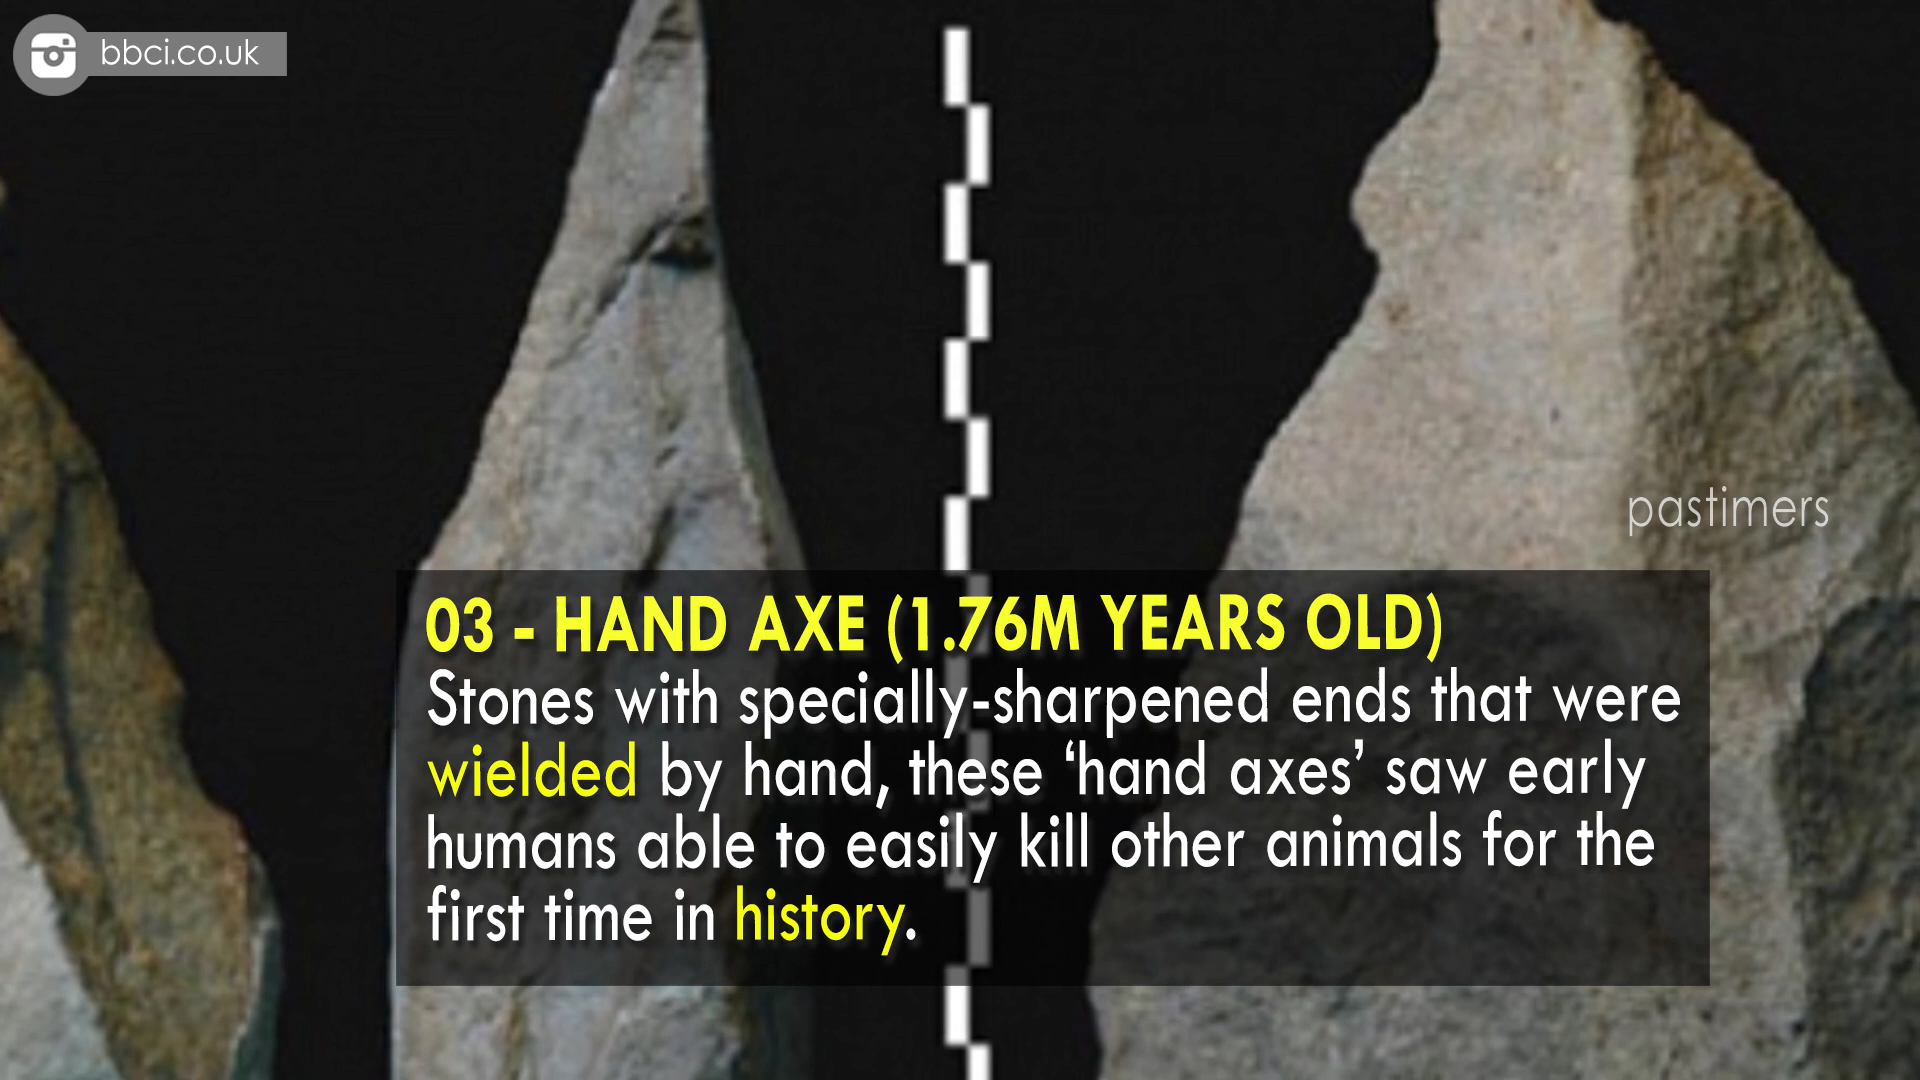 bbci.co.uk
pastimers
03 - HAND AXE (1.76M YEARS OLD)
Stones with specially-sharpened ends that were
wielded by hand, these ‘hand axes’ saw early
humans able to easily kill other animals for the
first time in history.